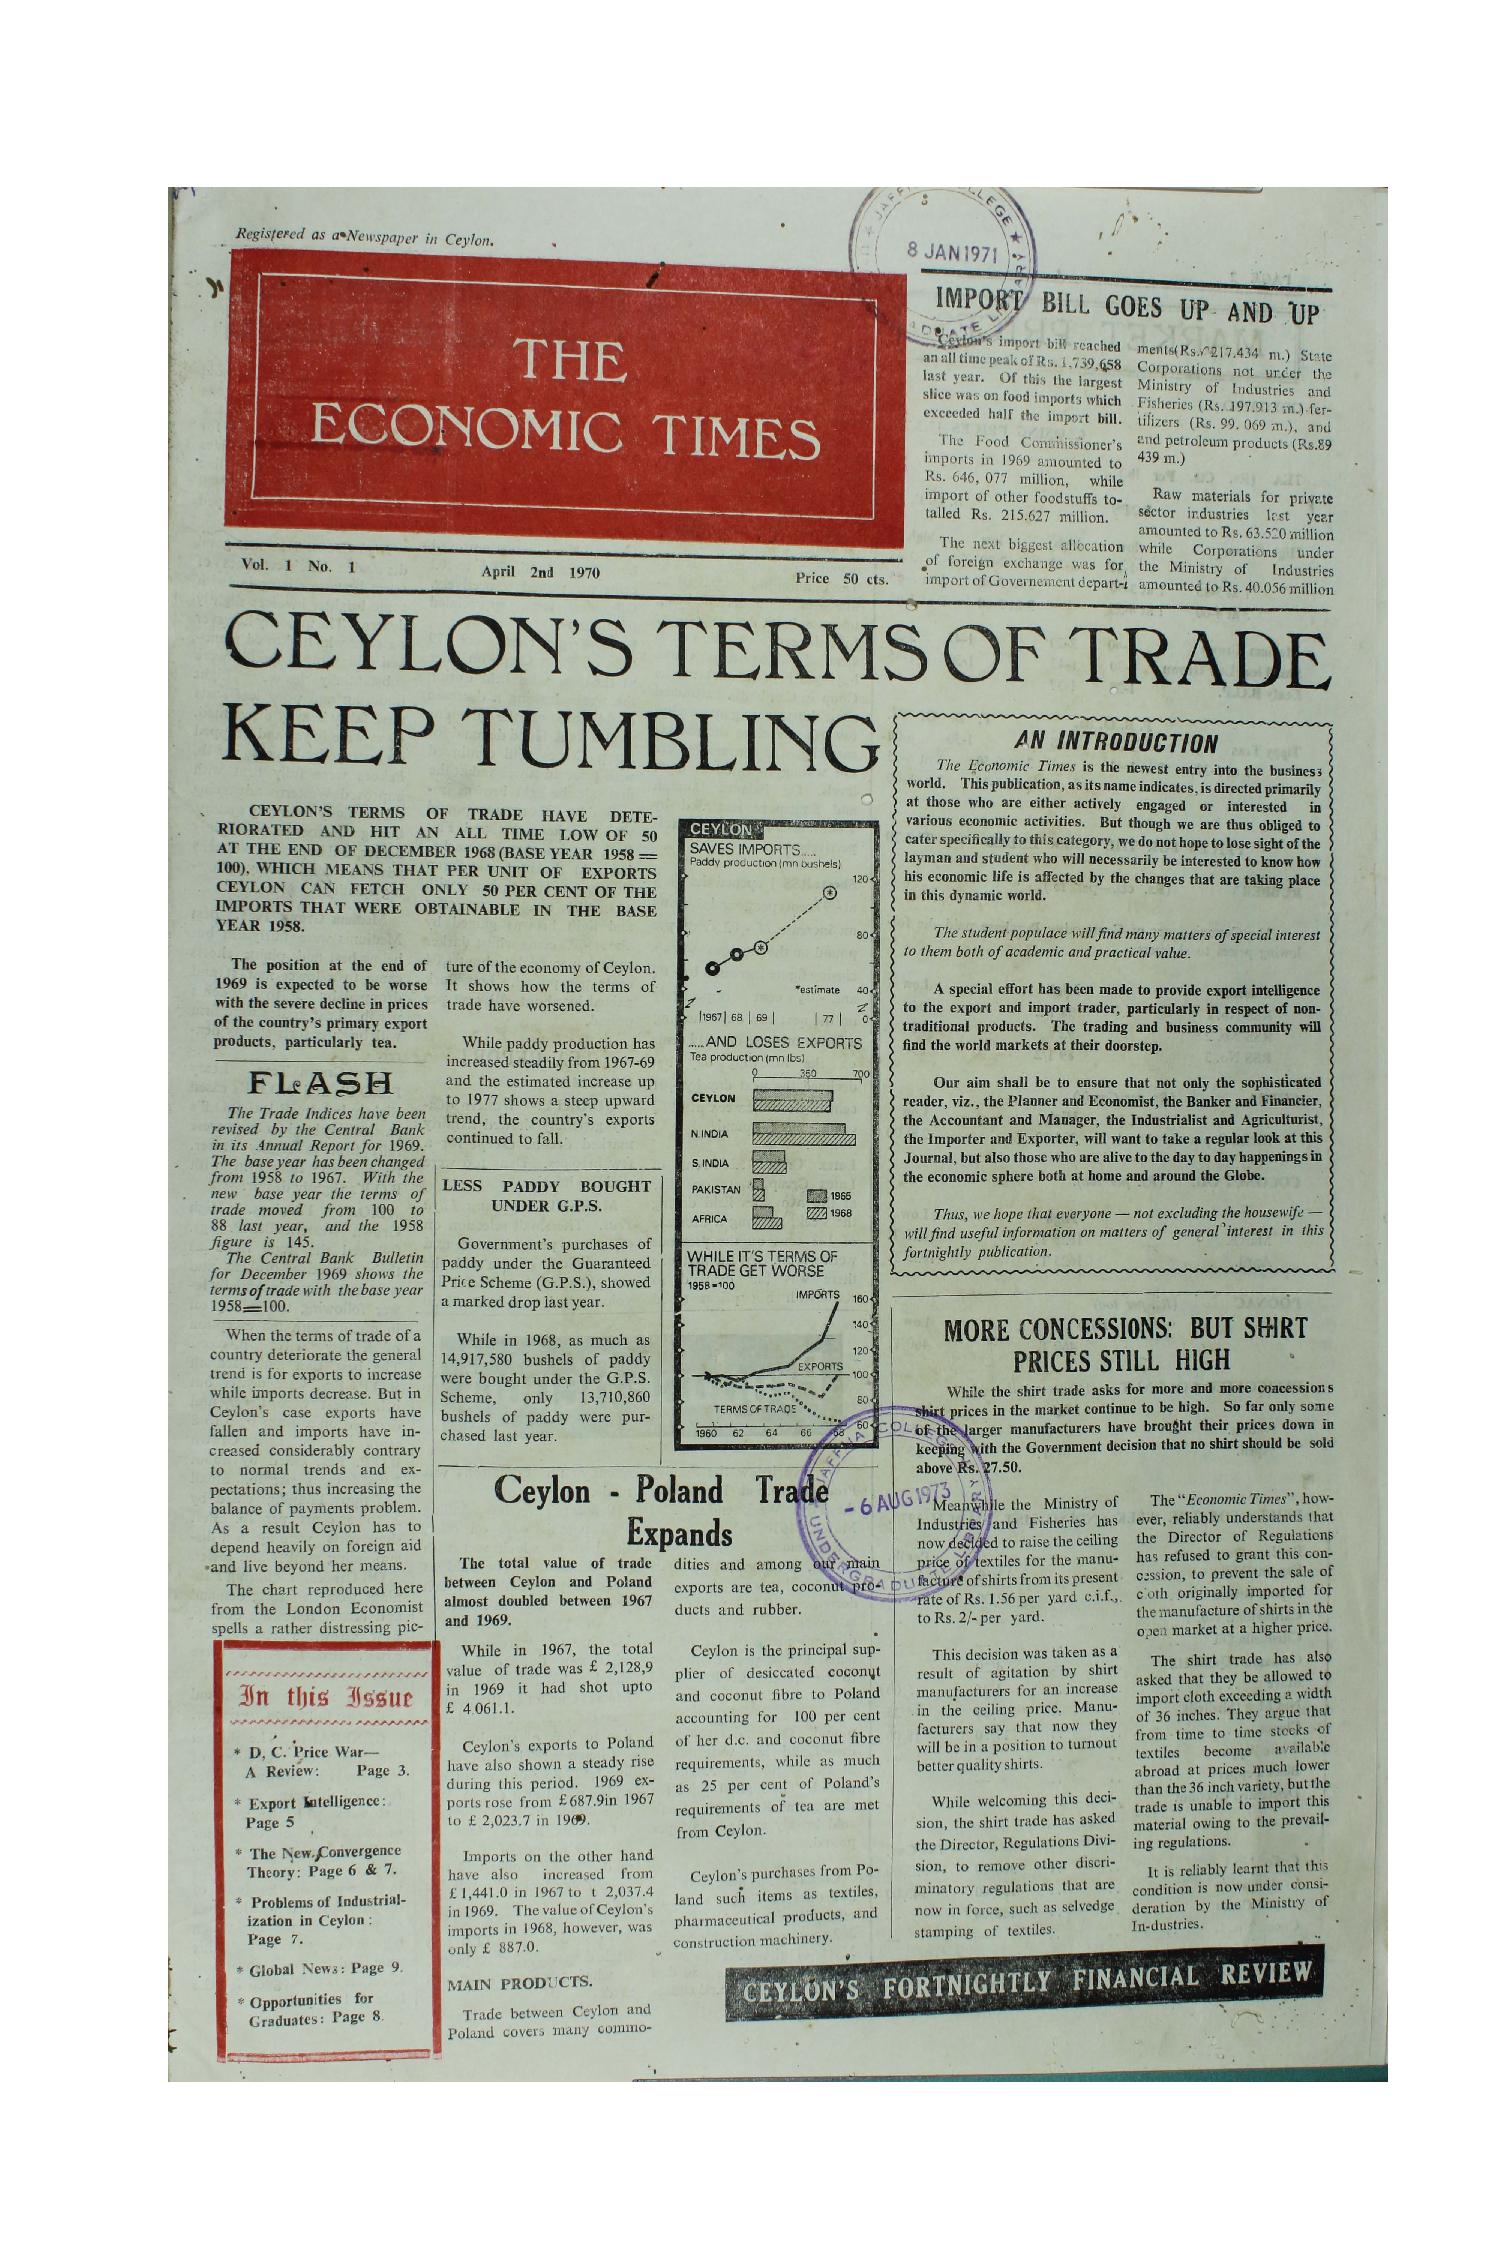 Registered as a Newspaper in Ceylon.
THE
ECONOMIC TIMES
Vol. 1 No. 1
April 2nd 1970
Price 50 cts.
8 JAN 1971
IMPORT BILL GOES UP AND UP
Ceylon's import bill reached
an all time peak of Rs. 1,739,658
last year. Of this the largest
slice was on food imports which
exceeded half the import bill.
The Food Commissioner's
imports in 1969 amounted to
Rs. 646, 077 million, while
import of other foodstuffs to-
talled Rs. 215.627 million.
The next biggest allocation
of foreign exchange was for
import of Governement depart-
ments(Rs. 217.434 m.) State
Corporations not under the
Ministry of Industries and
Fisheries (Rs. 197.913 m.) fer-
tilizers (Rs. 99. 069 m.), and
and petroleum products (Rs.89
439 m.)
Raw materials for private
sector industries last year
amounted to Rs. 63.520 million
while Corporations under
the Ministry of Industries
amounted to Rs. 40.056 million
CEYLON'S TERMS OF TRADE
KEEP TUMBLING
CEYLON'S TERMS OF TRADE HAVE DETE-
RIORATED AND HIT AN ALL TIME LOW OF 50
AT THE END OF DECEMBER 1968 (BASE YEAR 1958 =
100), WHICH MEANS THAT PER UNIT OF EXPORTS
CEYLON CAN FETCH ONLY 50 PER CENT OF THE
IMPORTS THAT WERE OBTAINABLE IN THE BASE
YEAR 1958.
The position at the end of
1969 is expected to be worse
with the severe decline in prices
of the country's primary export
products, particularly tea.
FLASH
The Trade Indices have been
revised by the Central Bank
in its Annual Report for 1969.
The base year has been changed
from 1958 to 1967. With the
new base year the terms of
trade moved from 100 to
88 last year, and the 1958
figure is 145.
The Central Bank Bulletin
for December 1969 shows the
terms of trade with the base year
1958=100.
When the terms of trade of a
country deteriorate the general
trend is for exports to increase
while imports decrease. But in
Ceylon's case exports have
fallen and imports have in-
creased considerably contrary
to normal trends and ex-
pectations; thus increasing the
balance of payments problem.
As a result Ceylon has to
depend heavily on foreign aid
and live beyond her means.
The chart reproduced here
from the London Economist
spells a rather distressing pic-
ture of the economy of Ceylon.
It shows how the terms of
trade have worsened.
While paddy production has
increased steadily from 1967-69
and the estimated increase up
to 1977 shows a steep upward
trend, the country's exports
continued to fall.
LESS PADDY BOUGHT
UNDER G.P.S.
Government's purchases of
paddy under the Guaranteed
Price Scheme (G.P.S.), showed
a marked drop last year.
While in 1968, as much as
14,917,580 bushels of paddy
were bought under the G.P.S.
Scheme, only 13,710,860
bushels of paddy were pur-
chased last year.
CEYLON
SAVES IMPORTS.....
Paddy production (mn bushels)
120
80
*estimate 40
1967 | 68 | 69 | | 77 | 0
.....AND LOSES EXPORTS
Tea production (mn lbs)
0 350 700
CEYLON
N.INDIA
S.INDIA
PAKISTAN
AFRICA
1965
1968
WHILE IT'S TERMS OF
TRADE GET WORSE
1958=100
IMPORTS 160
140
120
EXPORTS
100
80
TERMS OF TRADE
60
1960 62 64 66 68
AN INTRODUCTION
The Economic Times is the newest entry into the business
world. This publication, as its name indicates, is directed primarily
at those who are either actively engaged or interested in
various economic activities. But though we are thus obliged to
cater specifically to this category, we do not hope to lose sight of the
layman and student who will necessarily be interested to know how
his economic life is affected by the changes that are taking place
in this dynamic world.
The student populace will find many matters of special interest
to them both of academic and practical value.
A special effort has been made to provide export intelligence
to the export and import trader, particularly in respect of non-
traditional products. The trading and business community will
find the world markets at their doorstep.
Our aim shall be to ensure that not only the sophisticated
reader, viz., the Planner and Economist, the Banker and Financier,
the Accountant and Manager, the Industrialist and Agriculturist,
the Importer and Exporter, will want to take a regular look at this
Journal, but also those who are alive to the day to day happenings in
the economic sphere both at home and around the Globe.
Thus, we hope that everyone — not excluding the housewife —
will find useful information on matters of general interest in this
fortnightly publication.
MORE CONCESSIONS: BUT SHIRT
PRICES STILL HIGH
While the shirt trade asks for more and more concessions
shirt prices in the market continue to be high. So far only some
of the larger manufacturers have brought their prices down in
keeping with the Government decision that no shirt should be sold
above Rs. 27.50.
Meanwhile the Ministry of
Industries and Fisheries has
now decided to raise the ceiling
price of textiles for the manu-
facture of shirts from its present
rate of Rs. 1.56 per yard c.i.f.,.
to Rs. 2/- per yard.
This decision was taken as a
result of agitation by shirt
manufacturers for an increase
in the ceiling price. Manu-
facturers say that now they
will be in a position to turnout
better quality shirts.
While welcoming this deci-
sion, the shirt trade has asked
the Director, Regulations Divi-
sion, to remove other discri-
minatory regulations that are
now in force, such as selvedge
stamping of textiles.
The "Economic Times", how-
ever, reliably understands that
the Director of Regulations
has refused to grant this con-
cession, to prevent the sale of
cloth originally imported for
the manufacture of shirts in the
open market at a higher price.
The shirt trade has also
asked that they be allowed to
import cloth exceeding a width
of 36 inches. They argue that
from time to time stocks of
textiles become available
abroad at prices much lower
than the 36 inch variety, but the
trade is unable to import this
material owing to the prevail-
ing regulations.
It is reliably learnt that this
condition is now under consi-
deration by the Ministry of
In-dustries.
Ceylon - Poland Trade
Expands
The total value of trade
between Ceylon and Poland
almost doubled between 1967
and 1969.
While in 1967, the total
value of trade was £ 2,128,9
in 1969 it had shot upto
£ 4.061.1.
Ceylon's exports to Poland
have also shown a steady rise
during this period. 1969 ex-
ports rose from £687.9in 1967
to £ 2,023.7 in 1969.
Imports on the other hand
have also increased from
£1,441.0 in 1967 to t 2,037.4
in 1969. The value of Ceylon's
imports in 1968, however, was
only £ 887.0.
MAIN PRODUCTS.
Trade between Ceylon and
Poland covers many commo-
dities and among our main
exports are tea, coconut pro-
ducts and rubber.
Ceylon is the principal sup-
plier of desiccated coconut
and coconut fibre to Poland
accounting for 100 per cent
of her d.c. and coconut fibre
requirements, while as much
as 25 per cent of Poland's
requirements of tea are met
from Ceylon.
Ceylon's purchases from Po-
land such items as textiles,
pharmaceutical products, and
construction machinery.
JAFFNA COLLEGE
-6 AUG 1973
UNDERGRADUATE LIBRARY
In this Issue
* D, C. Price War—
A Review: Page 3.
* Export Intelligence:
Page 5
* The New Convergence
Theory: Page 6 & 7.
* Problems of Industrial-
ization in Ceylon :
Page 7.
* Global News: Page 9.
* Opportunities for
Graduates: Page 8.
CEYLON'S FORTNIGHTLY FINANCIAL REVIEW